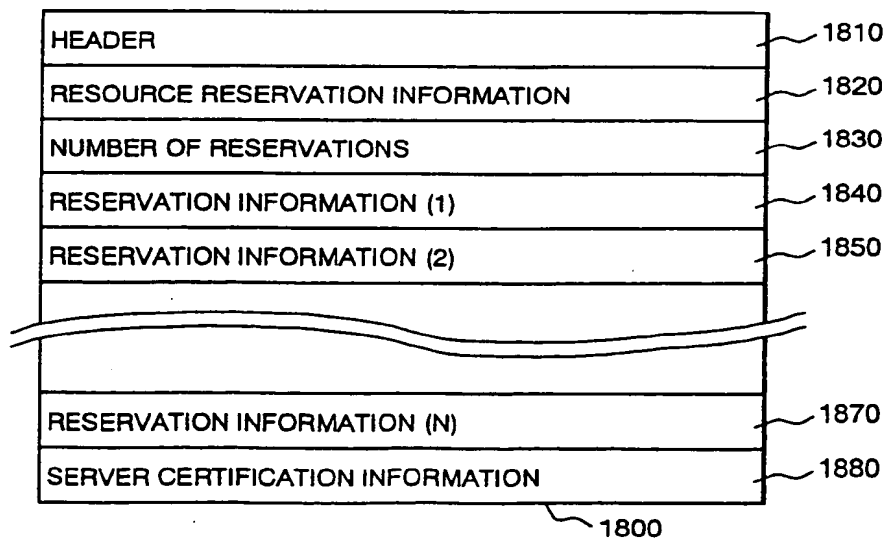 HEADER 1810
RESOURCE RESERVATION INFORMATION 1820
NUMBER OF RESERVATIONS 1830
RESERVATION INFORMATION (1) 1840
RESERVATION INFORMATION (2) 1850
RESERVATION INFORMATION (N) 1870
SERVER CERTIFICATION INFORMATION 1880
1800